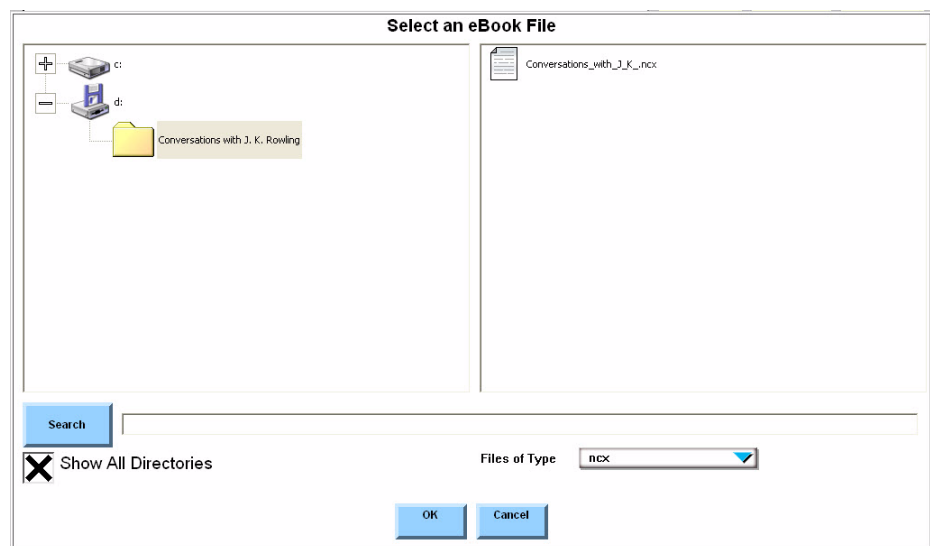 Select an eBook File
c:
d:
Conversations with J. K. Rowling
Conversations_with_J_K_.ncx
Search
Show All Directories
Files of Type
ncx
OK
Cancel